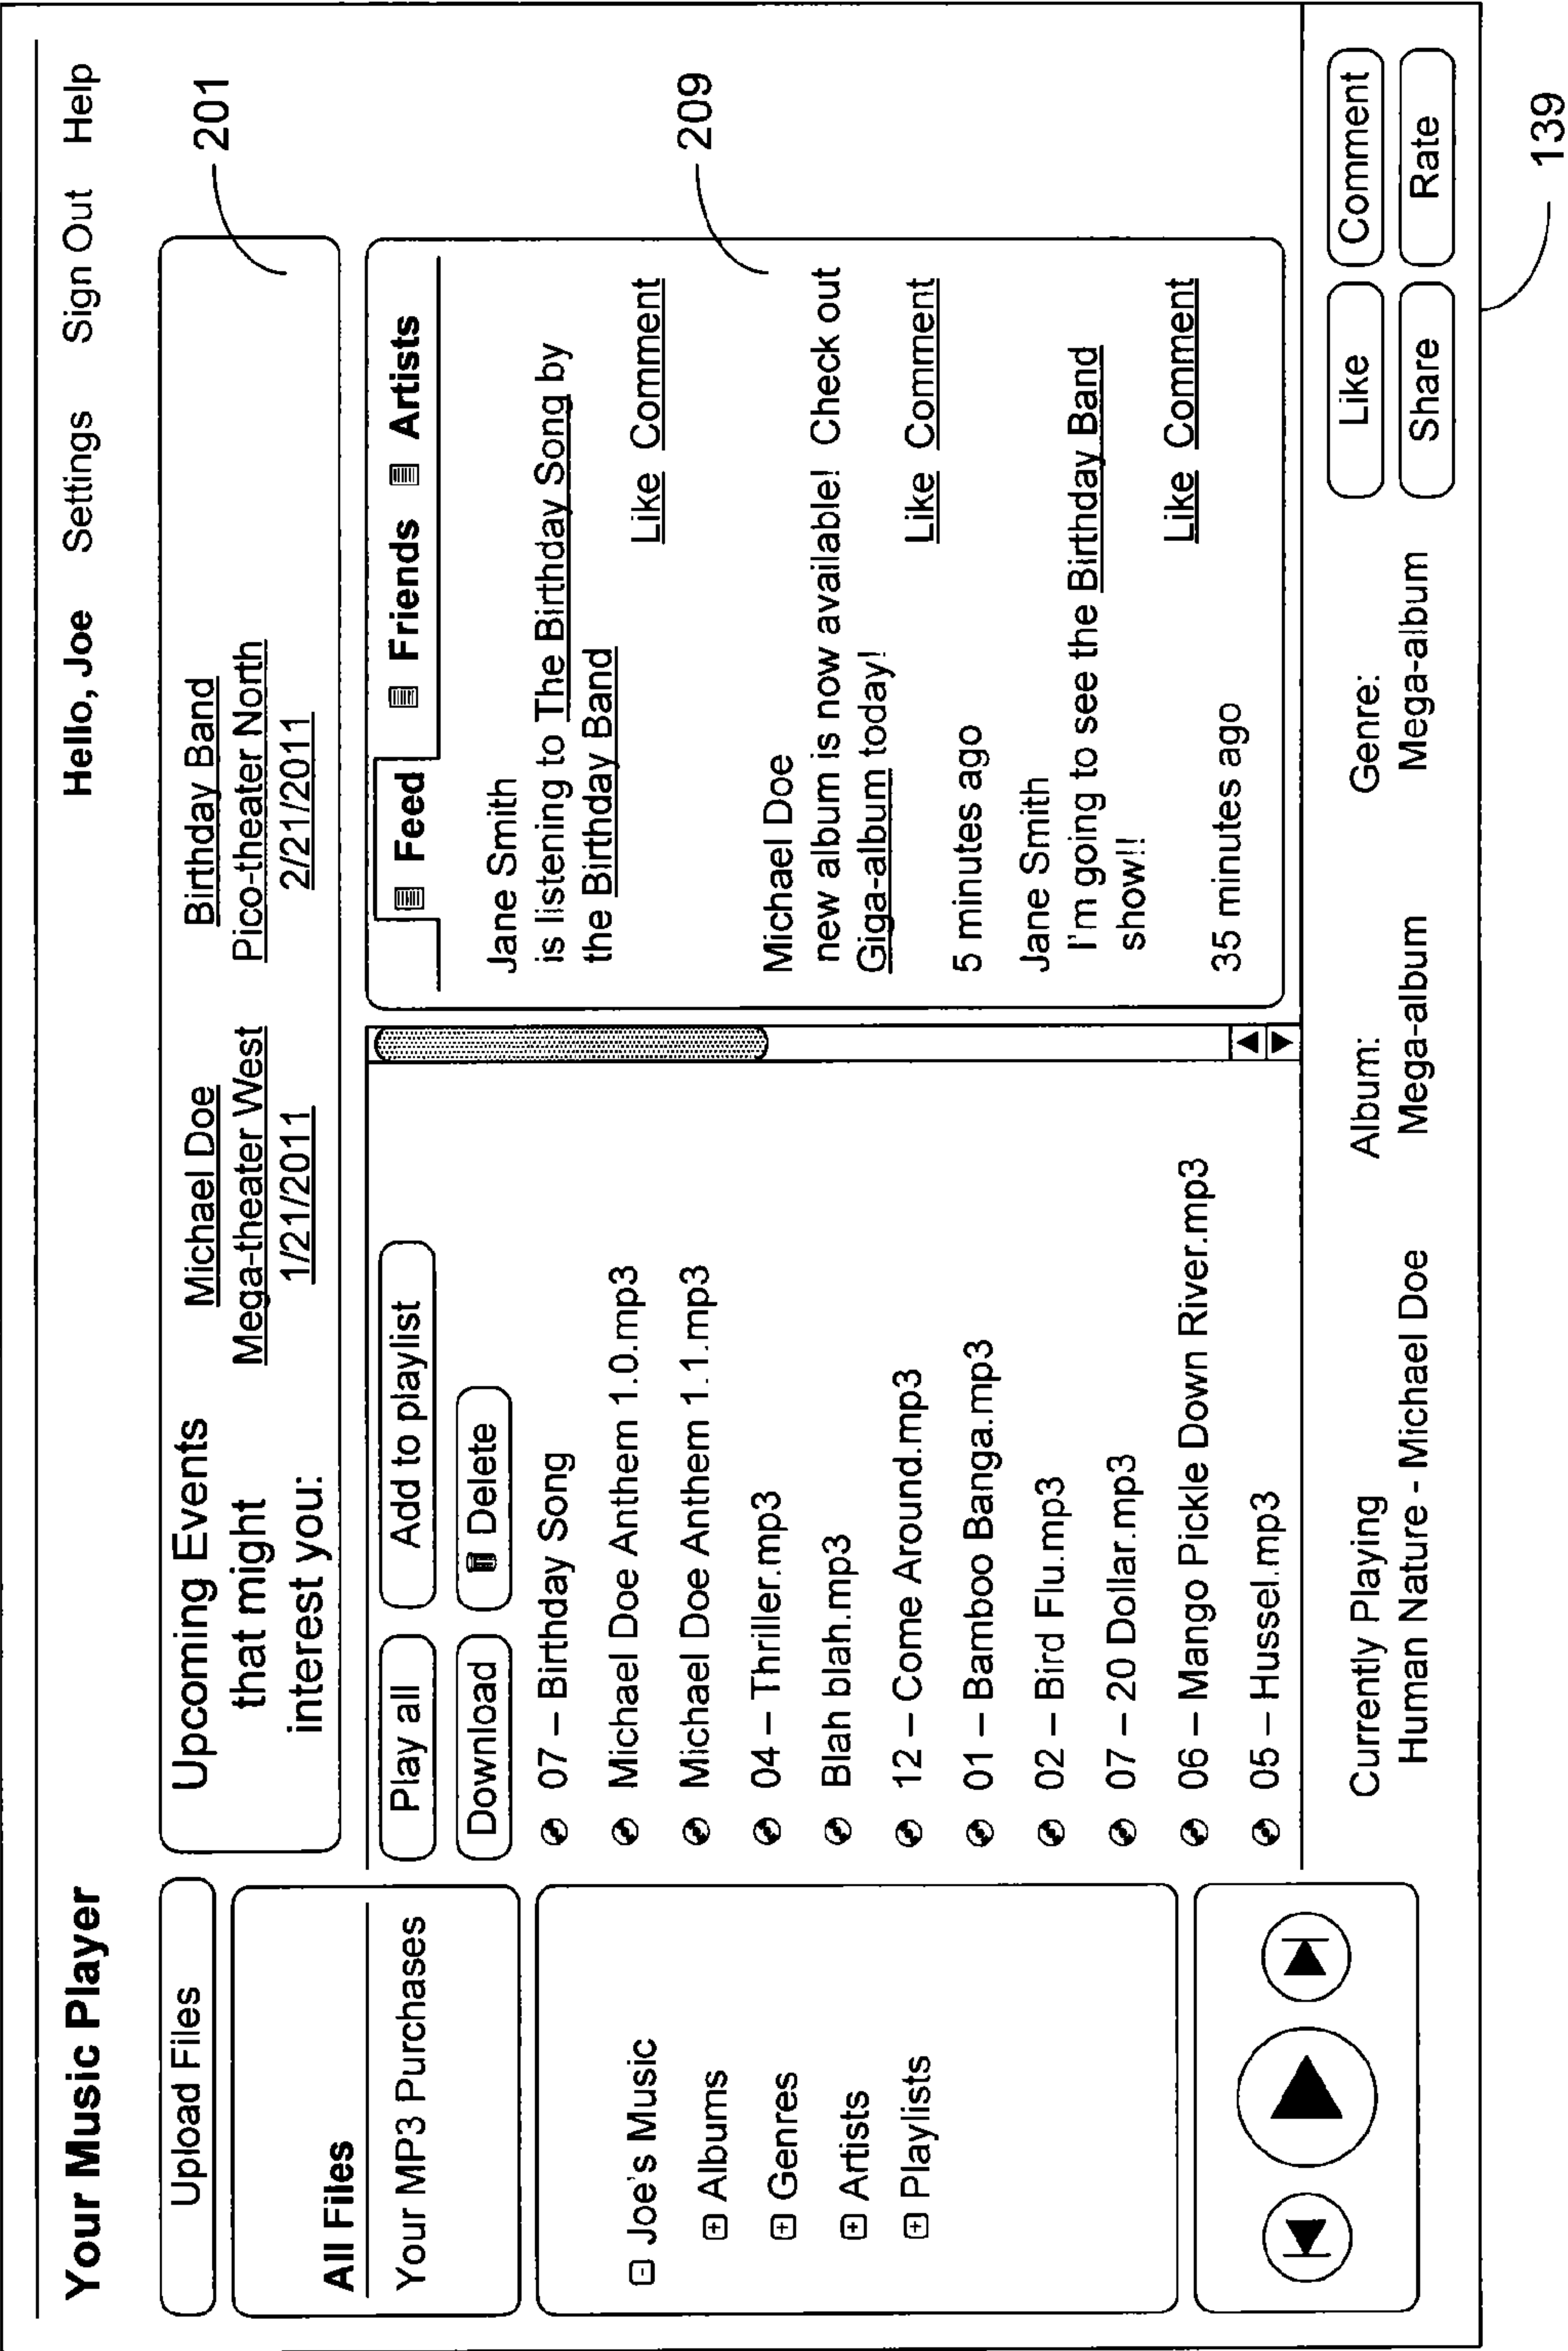 Your Music Player
Hello, Joe Settings Sign Out Help
Upload Files
All Files
Your MP3 Purchases
Joe's Music
Albums
Genres
Artists
Playlists
Upcoming Events
that might
interest you:
Michael Doe
Mega-theater West
1/21/2011
Birthday Band
Pico-theater North
2/21/2011
201
Play all
Add to playlist
Download
Delete
07 – Birthday Song
Michael Doe Anthem 1.0.mp3
Michael Doe Anthem 1.1.mp3
04 – Thriller.mp3
Blah blah.mp3
12 – Come Around.mp3
01 – Bamboo Banga.mp3
02 – Bird Flu.mp3
07 – 20 Dollar.mp3
06 – Mango Pickle Down River.mp3
05 – Hussel.mp3
Feed Friends Artists
Jane Smith
is listening to The Birthday Song by
the Birthday Band
Like Comment
Michael Doe
new album is now available! Check out
Giga-album today!
Like Comment
5 minutes ago
Jane Smith
I'm going to see the Birthday Band
show!!
Like Comment
35 minutes ago
209
Currently Playing
Human Nature - Michael Doe
Album:
Mega-album
Genre:
Mega-album
Like
Comment
Share
Rate
139